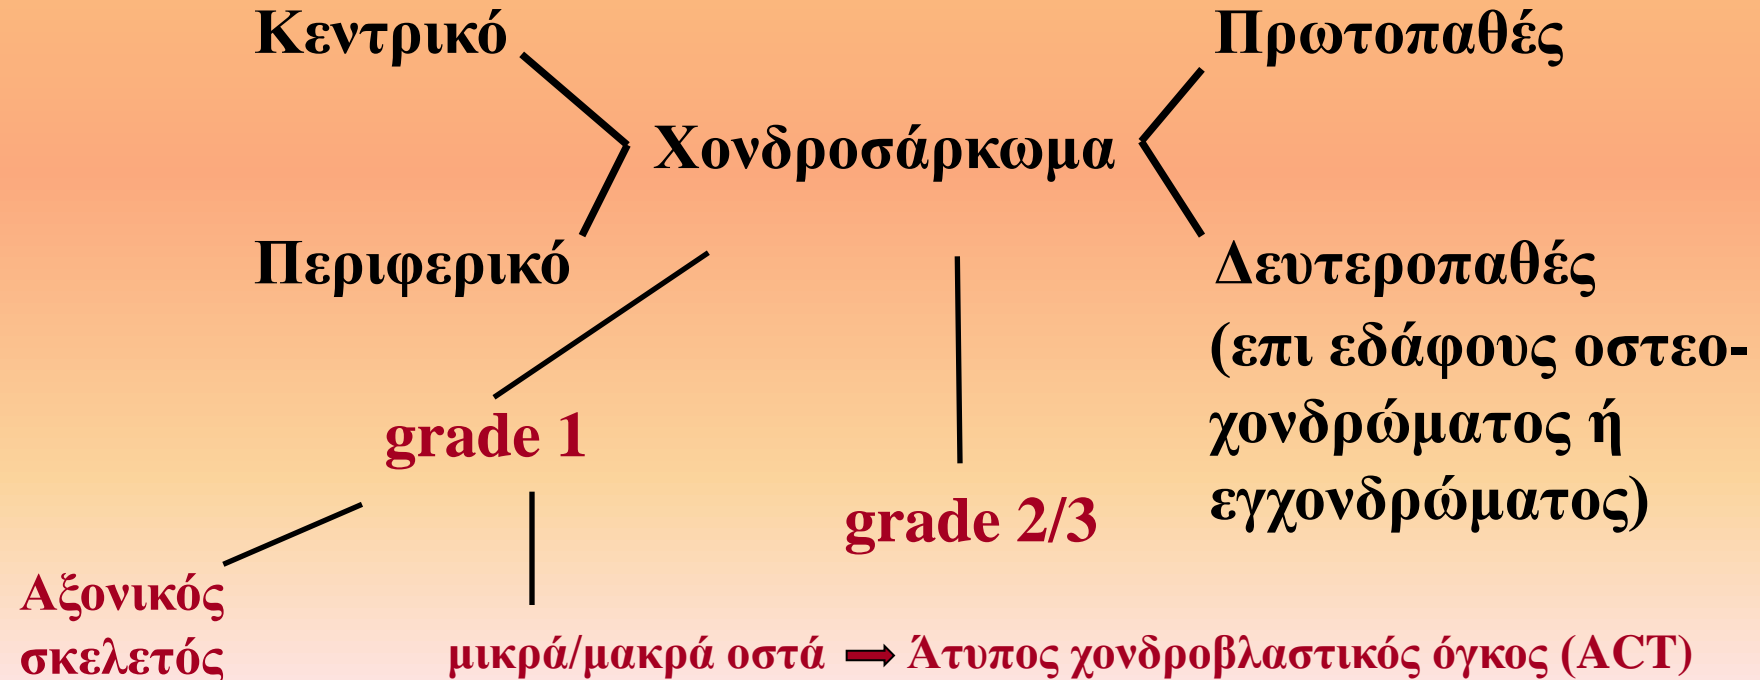 Κεντρικό
Πρωτοπαθές
Χονδροσάρκωμα
Περιφερικό
Δευτεροπαθές
(επι εδάφους οστεο-
χονδρώματος ή
εγχονδρώματος)
grade 1
grade 2/3
Αξονικός
σκελετός
μικρά/μακρά οστά ➡ Άτυπος χονδροβλαστικός όγκος (ACT)